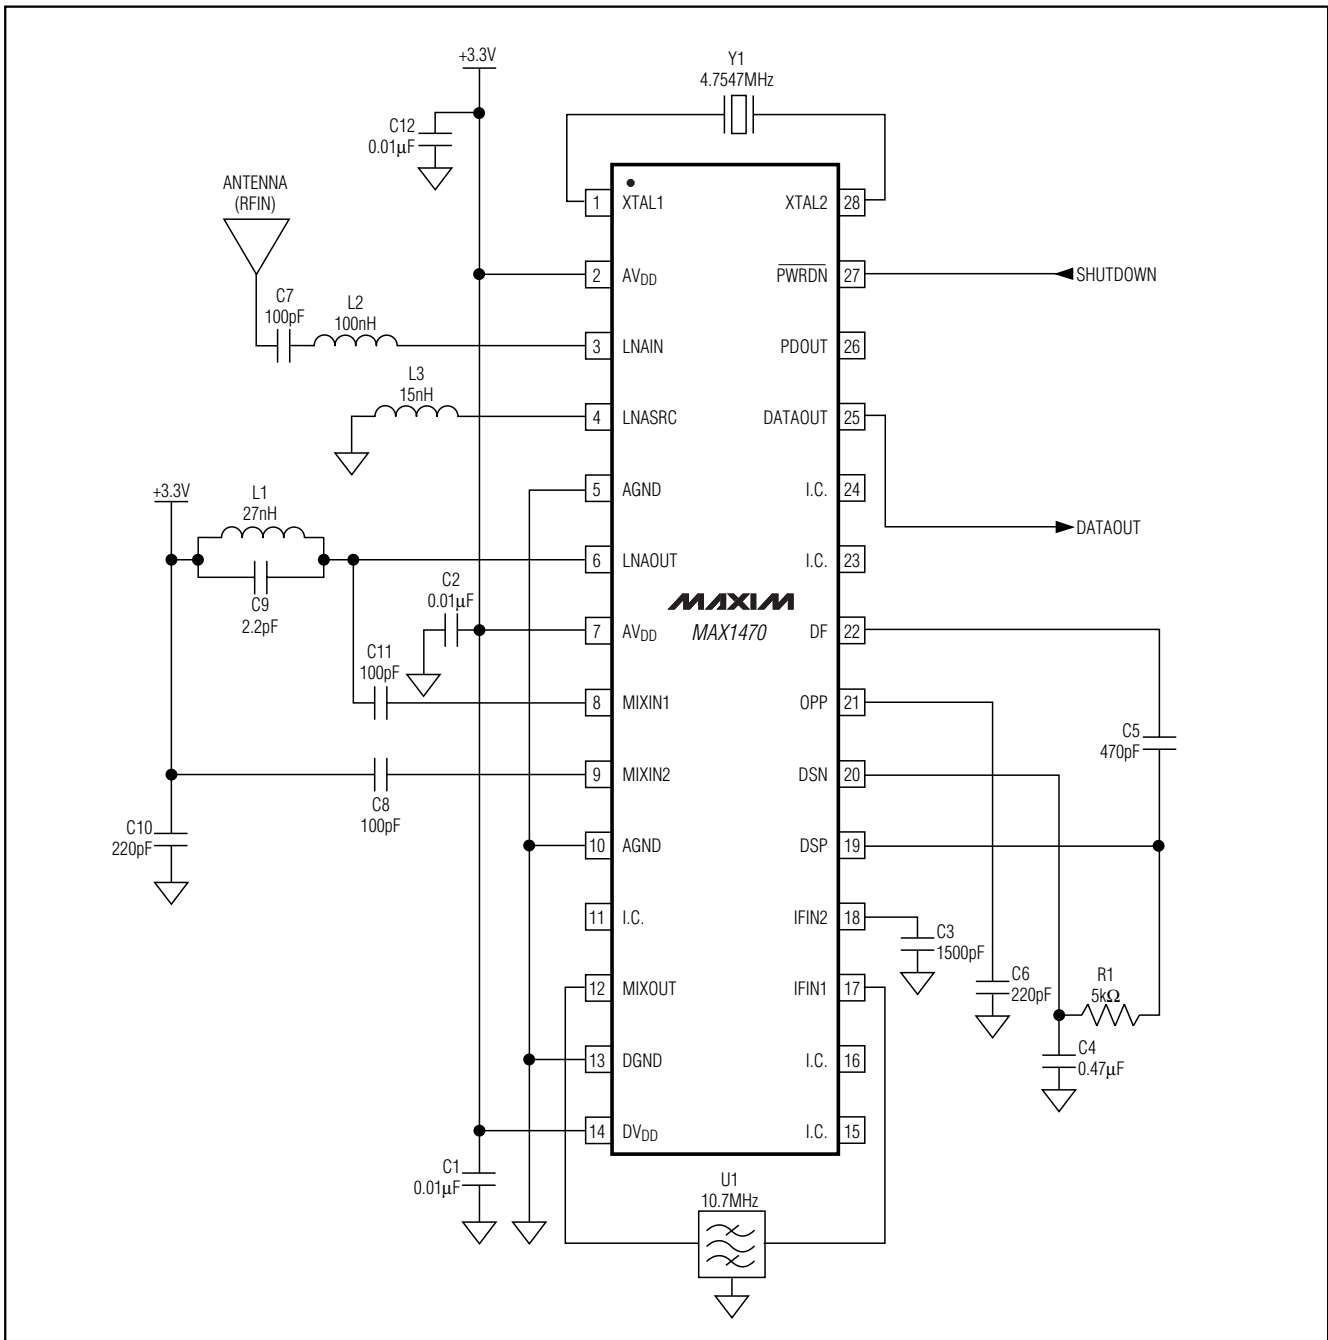 +3.3V
Y1
4.7547MHz
C12
0.01µF
ANTENNA
(RFIN)
1 XTAL1
XTAL2 28
2 AVDD
PWRDN 27
SHUTDOWN
C7
100pF
L2
100nH
3 LNAIN
PDOUT 26
L3
15nH
4 LNASRC
DATAOUT 25
+3.3V
L1
27nH
5 AGND
I.C. 24
DATAOUT
6 LNAOUT
I.C. 23
C9
2.2pF
C2
0.01µF
MAXIM
MAX1470
7 AVDD
DF 22
C11
100pF
8 MIXIN1
OPP 21
C5
470pF
9 MIXIN2
DSN 20
C8
100pF
C10
220pF
10 AGND
DSP 19
11 I.C.
IFIN2 18
C3
1500pF
12 MIXOUT
IFIN1 17
C6
220pF
R1
5kΩ
13 DGND
I.C. 16
C4
0.47µF
14 DVDD
I.C. 15
C1
0.01µF
U1
10.7MHz